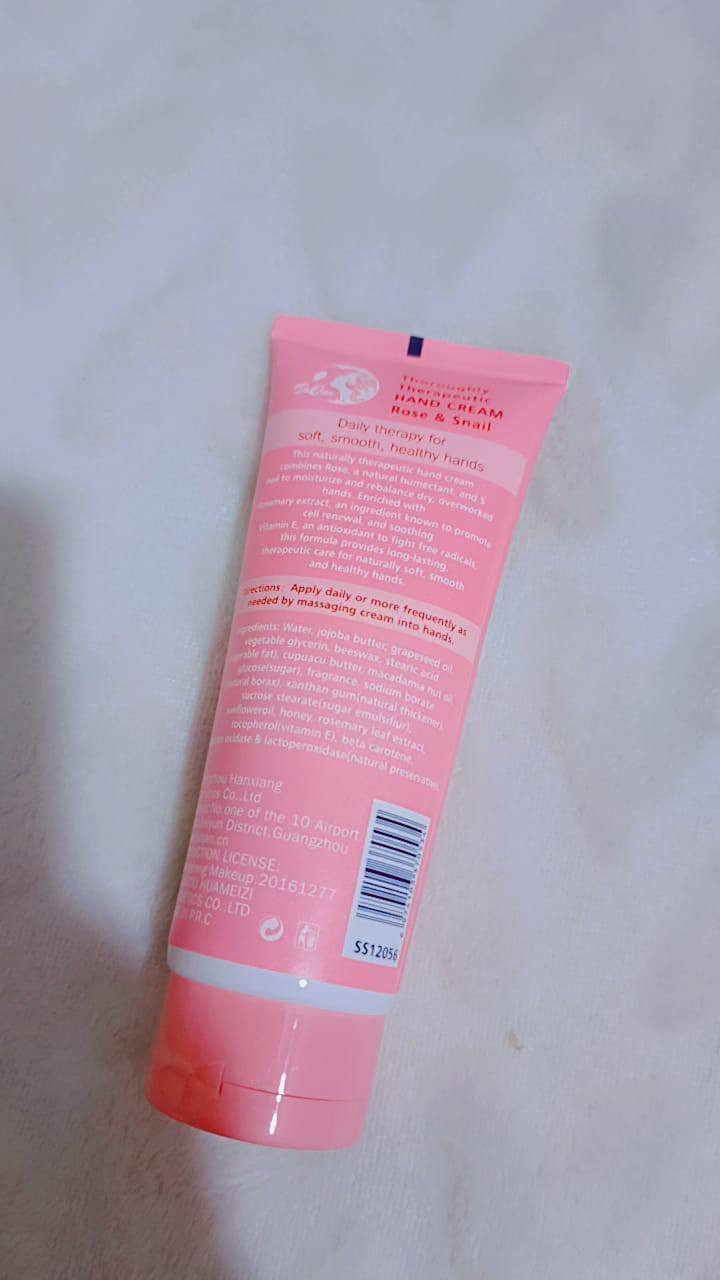 Thoroughly
Therapeutic
HAND CREAM
Rose & Snail
Daily therapy for
soft, smooth, healthy hands
This naturally therapeutic hand cream
combines Rose, a natural humectant, and S
nail to moisturize and rebalance dry, overworked
hands. Enriched with
rosemary extract, an ingredient known to promote
cell renewal, and soothing
Vitamin E, an antioxidant to fight free radicals,
this formula provides long-lasting.
therapeutic care for naturally soft, smooth
and healthy hands.
Directions: Apply daily or more frequently as
needed by massaging cream into hands.
Ingredients: Water, jojoba butter, grapeseed oil,
vegetable glycerin, beeswax, stearic acid
fat), cupuacu butter, macadamia nut oil,
glucose(sugar), fragrance, sodium borate
borax), xanthan gum(natural thickener),
sucrose stearate(sugar emulsifiur),
sunfloweroil, honey, rosemary leaf extract,
tocopherol(vitamin E), beta carotene,
oxidase & lactoperoxidase(natural preservative)
Hanxiang
Co.,Ltd
No.one of the 10 Airport
District,Guangzhou
LICENSE:
Makeup:20161277
HUAMEIZI
CO.,LTD
P.R.C
SS12056